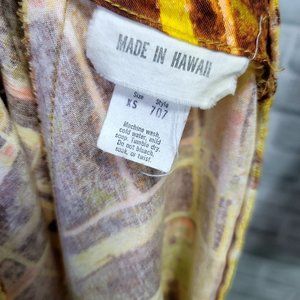 MADE IN HAWAII
Size Style
XS 707
Machine wash
cold water, mild
soap. Tumble dry.
Do not bleach,
soak, or twist.